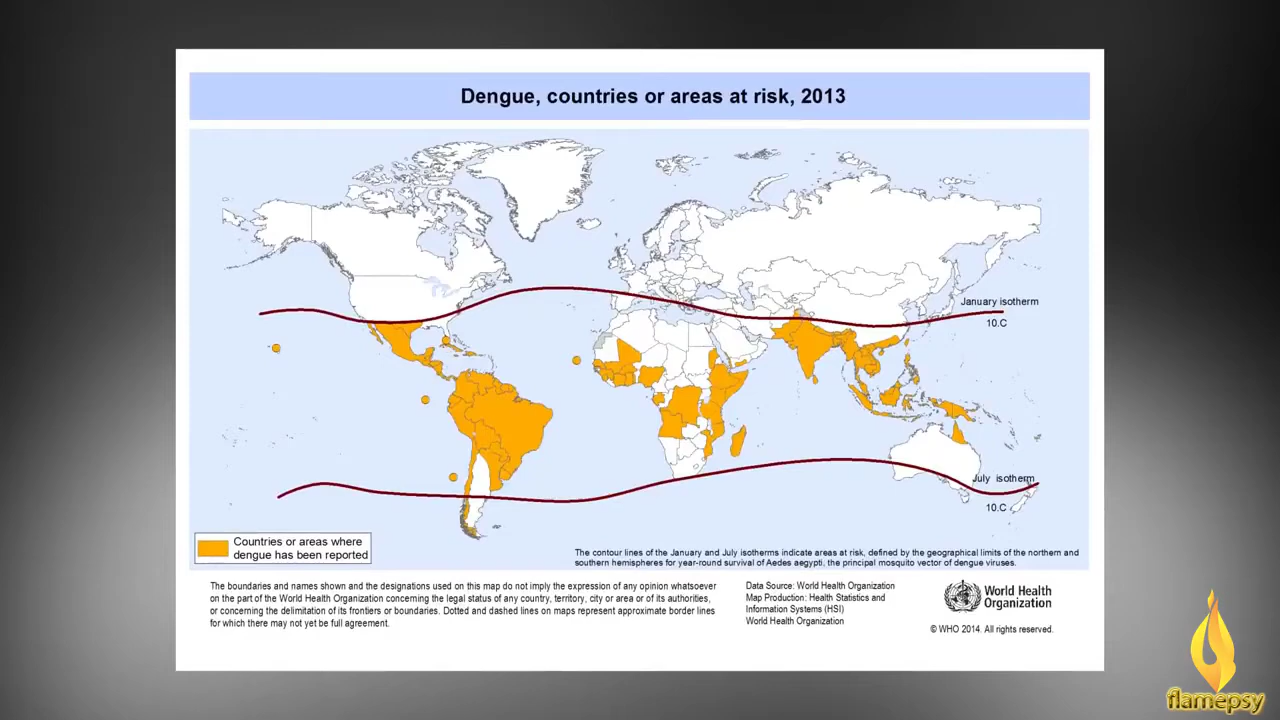 Dengue, countries or areas at risk, 2013
January isotherm
10.C
July isotherm
10.C
Countries or areas where
dengue has been reported
The contour lines of the January and July isotherms indicate areas at risk, defined by the geographical limits of the northern and
southern hemispheres for year-round survival of Aedes aegypti, the principal mosquito vector of dengue viruses.
The boundaries and names shown and the designations used on this map do not imply the expression of any opinion whatsoever
on the part of the World Health Organization concerning the legal status of any country, territory, city or area or of its authorities,
or concerning the delimitation of its frontiers or boundaries. Dotted and dashed lines on maps represent approximate border lines
for which there may not yet be full agreement.
Data Source: World Health Organization
Map Production: Health Statistics and
Information Systems (HSI)
World Health Organization
World Health
Organization
© WHO 2014. All rights reserved.
flamepsy